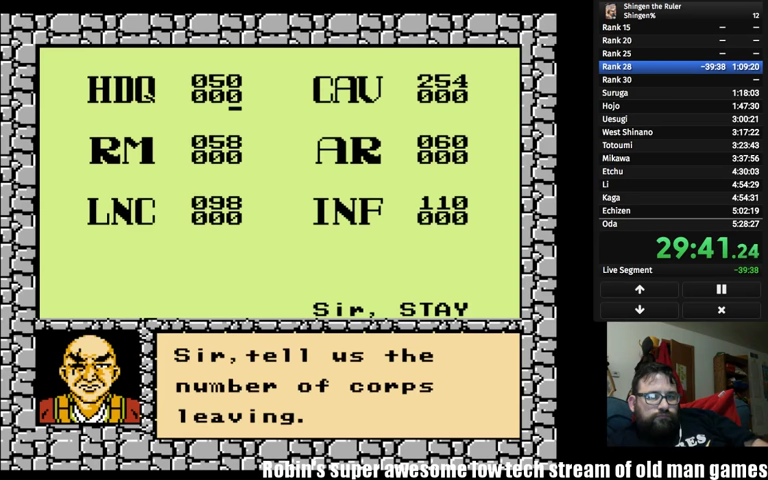 HDQ 050 CAV 254
000 000
RM 058 AR 060
000 000
LNC 098 INF 110
000 000
Sir, STAY
Sir, tell us the
number of corps
leaving.
Shingen the Ruler
Shingen% 12
Rank 15 — —
Rank 20 — —
Rank 25 — —
Rank 28 −39:38 1:09:20
Rank 30 —
Suruga 1:18:03
Hojo 1:47:30
Uesugi 3:00:21
West Shinano 3:17:22
Totoumi 3:23:43
Mikawa 3:37:56
Etchu 4:30:03
Li 4:54:29
Kaga 4:54:31
Echizen 5:02:19
Oda 5:28:27
29:41.24
Live Segment −39:38
Robin's super awesome low tech stream of old man games